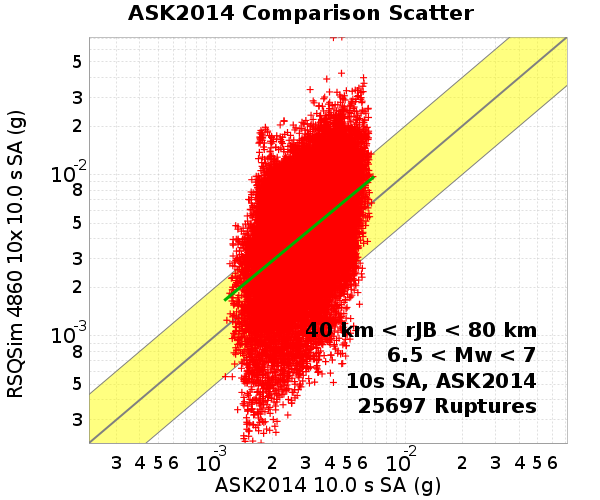 ASK2014 Comparison Scatter
RSQSim 4860 10x 10.0 s SA (g)
5
3
2
10-2
8
5
3
2
10-3
8
5
3
40 km < rJB < 80 km
6.5 < Mw < 7
10s SA, ASK2014
25697 Ruptures
3 4 5 6 10-3 2 3 4 5 6 10-2 2 3 4 5 6
ASK2014 10.0 s SA (g)